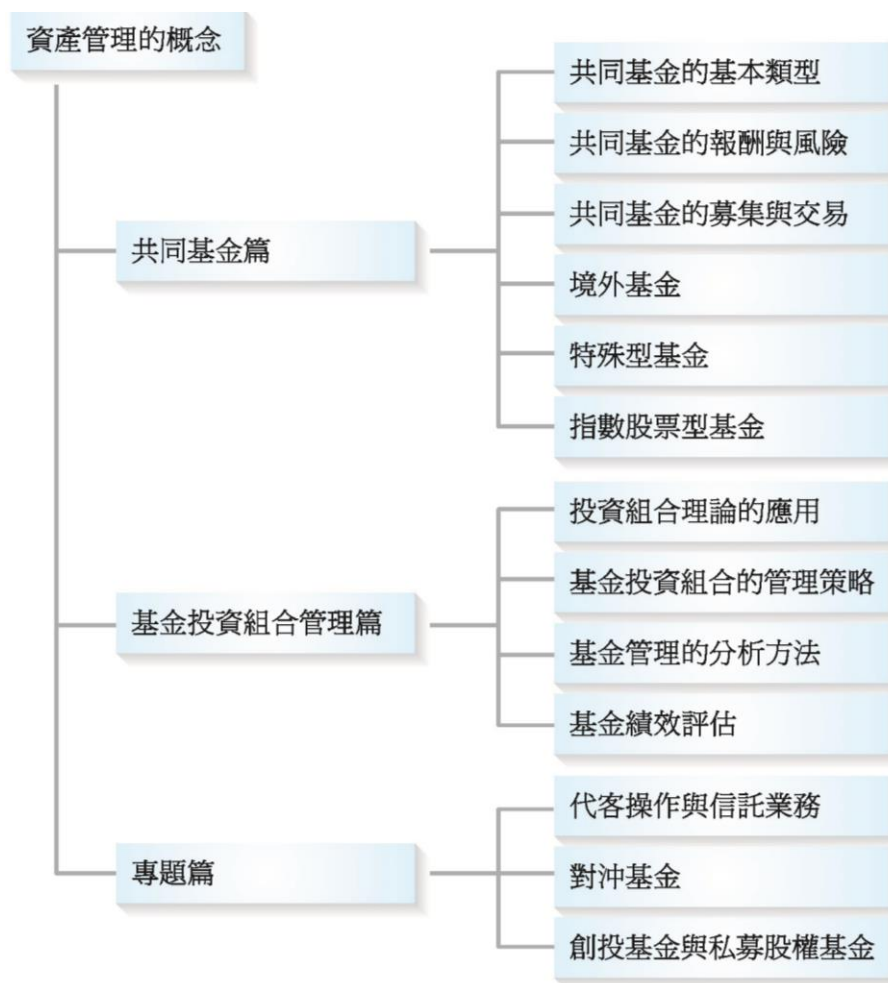 資產管理的概念
共同基金篇
共同基金的基本類型
共同基金的報酬與風險
共同基金的募集與交易
境外基金
特殊型基金
指數股票型基金
基金投資組合管理篇
投資組合理論的應用
基金投資組合的管理策略
基金管理的分析方法
基金績效評估
專題篇
代客操作與信託業務
對沖基金
創投基金與私募股權基金